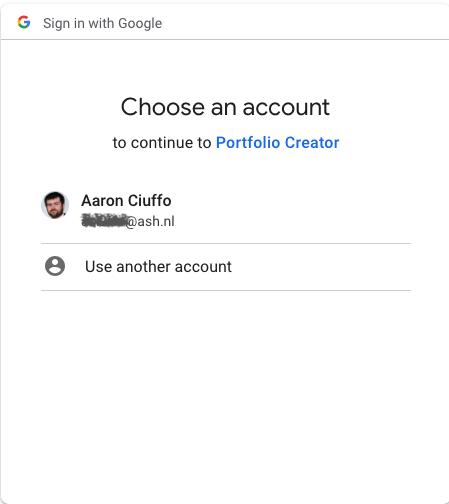 Sign in with Google
Choose an account
to continue to Portfolio Creator
Aaron Ciuffo
@ash.nl
Use another account